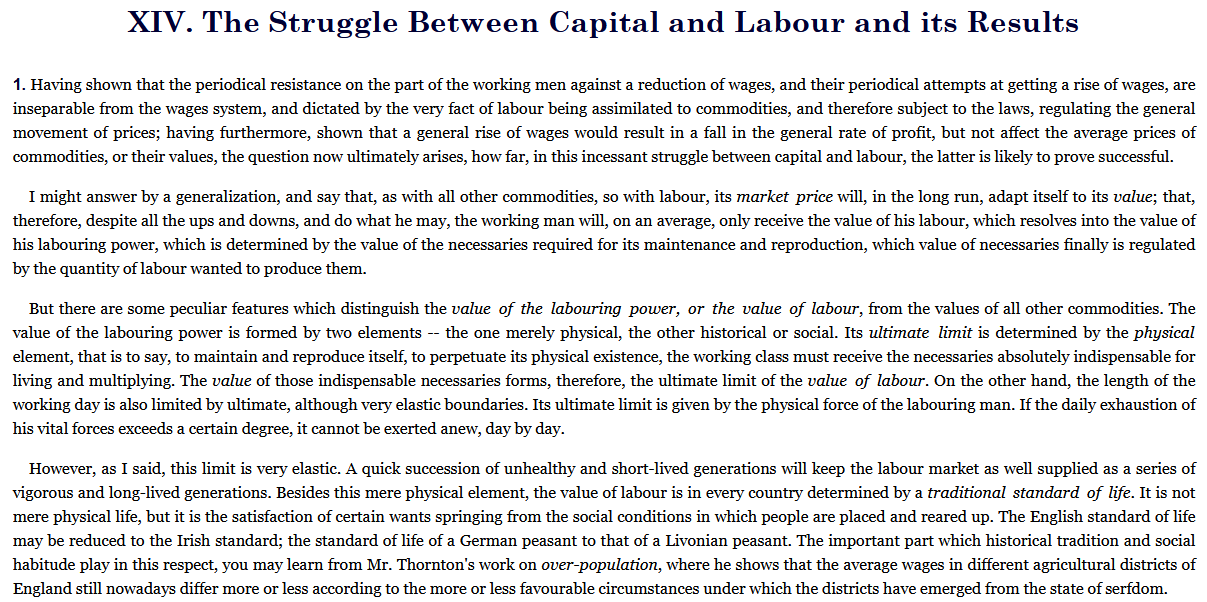 XIV. The Struggle Between Capital and Labour and its Results
1. Having shown that the periodical resistance on the part of the working men against a reduction of wages, and their periodical attempts at getting a rise of wages, are
inseparable from the wages system, and dictated by the very fact of labour being assimilated to commodities, and therefore subject to the laws, regulating the general
movement of prices; having furthermore, shown that a general rise of wages would result in a fall in the general rate of profit, but not affect the average prices of
commodities, or their values, the question now ultimately arises, how far, in this incessant struggle between capital and labour, the latter is likely to prove successful.
I might answer by a generalization, and say that, as with all other commodities, so with labour, its market price will, in the long run, adapt itself to its value; that,
therefore, despite all the ups and downs, and do what he may, the working man will, on an average, only receive the value of his labour, which resolves into the value of
his labouring power, which is determined by the value of the necessaries required for its maintenance and reproduction, which value of necessaries finally is regulated
by the quantity of labour wanted to produce them.
But there are some peculiar features which distinguish the value of the labouring power, or the value of labour, from the values of all other commodities. The
value of the labouring power is formed by two elements -- the one merely physical, the other historical or social. Its ultimate limit is determined by the physical
element, that is to say, to maintain and reproduce itself, to perpetuate its physical existence, the working class must receive the necessaries absolutely indispensable for
living and multiplying. The value of those indispensable necessaries forms, therefore, the ultimate limit of the value of labour. On the other hand, the length of the
working day is also limited by ultimate, although very elastic boundaries. Its ultimate limit is given by the physical force of the labouring man. If the daily exhaustion of
his vital forces exceeds a certain degree, it cannot be exerted anew, day by day.
However, as I said, this limit is very elastic. A quick succession of unhealthy and short-lived generations will keep the labour market as well supplied as a series of
vigorous and long-lived generations. Besides this mere physical element, the value of labour is in every country determined by a traditional standard of life. It is not
mere physical life, but it is the satisfaction of certain wants springing from the social conditions in which people are placed and reared up. The English standard of life
may be reduced to the Irish standard; the standard of life of a German peasant to that of a Livonian peasant. The important part which historical tradition and social
habitude play in this respect, you may learn from Mr. Thornton's work on over-population, where he shows that the average wages in different agricultural districts of
England still nowadays differ more or less according to the more or less favourable circumstances under which the districts have emerged from the state of serfdom.